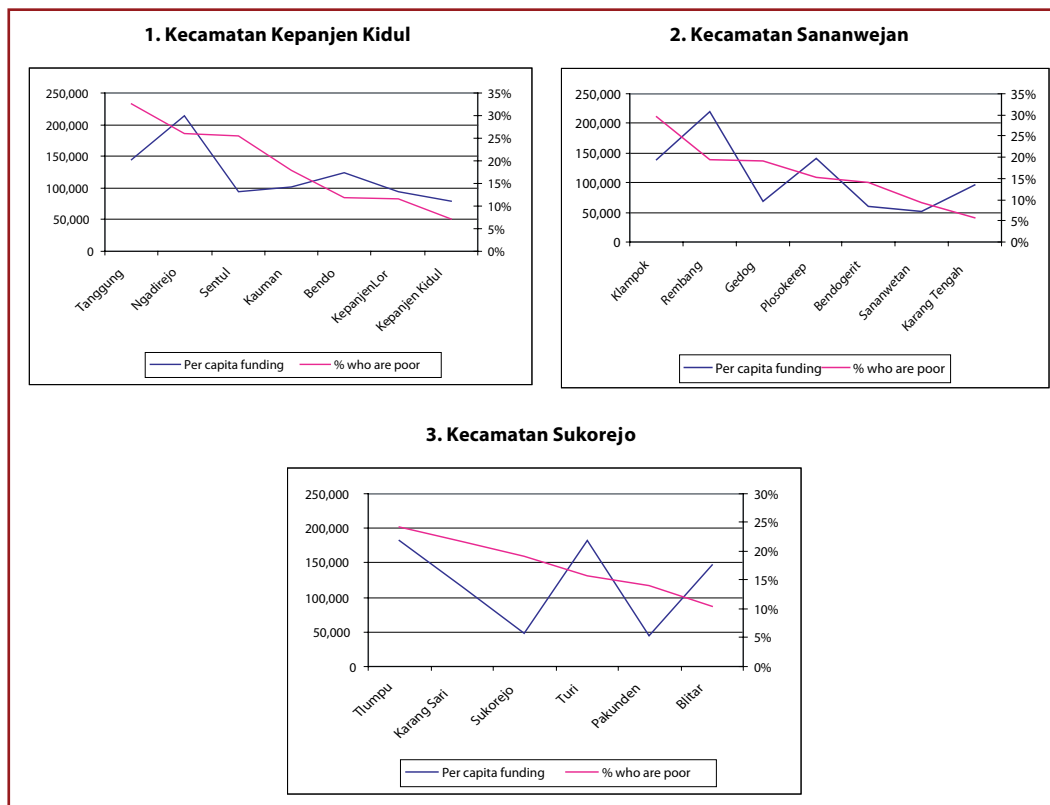 1. Kecamatan Kepanjen Kidul
250,000
200,000
150,000
100,000
50,000
0
35%
30%
25%
20%
15%
10%
5%
0%
Tanggung
Ngadirejo
Sentul
Kauman
Bendo
KepanjenLor
Kepanjen Kidul
Per capita funding
% who are poor
2. Kecamatan Sananwejan
250,000
200,000
150,000
100,000
50,000
0
35%
30%
25%
20%
15%
10%
5%
0%
Klampok
Rembang
Gedog
Plosokerep
Bendogerit
Sananwetan
Karang Tengah
Per capita funding
% who are poor
3. Kecamatan Sukorejo
250,000
200,000
150,000
100,000
50,000
0
30%
25%
20%
15%
10%
5%
0%
Tlumpu
Karang Sari
Sukorejo
Turi
Pakunden
Blitar
Per capita funding
% who are poor